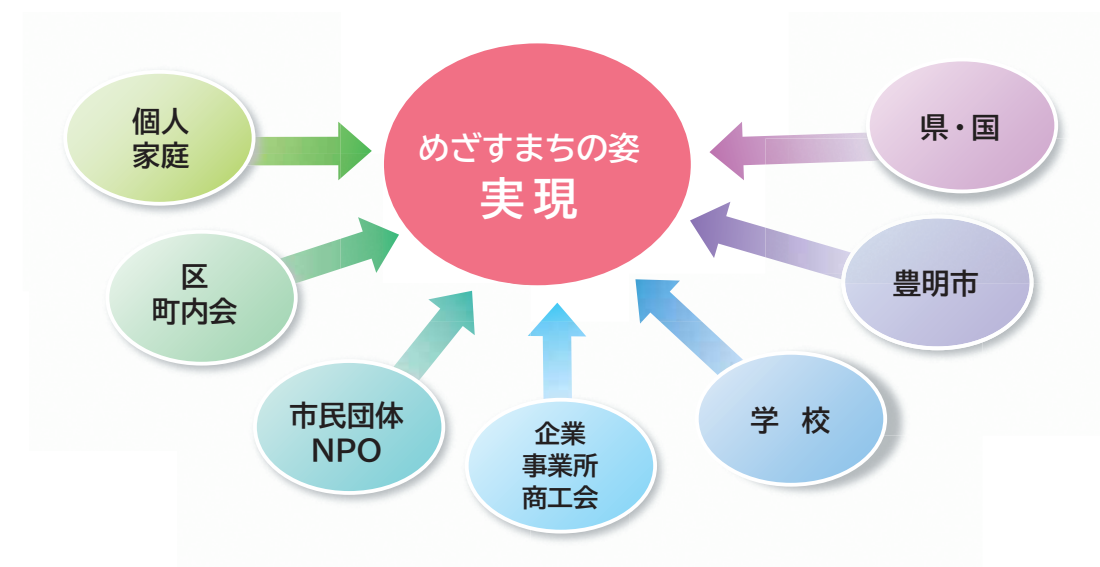 めざすまちの姿
実現
個人
家庭
区
町内会
市民団体
NPO
企業
事業所
商工会
学 校
豊明市
県・国